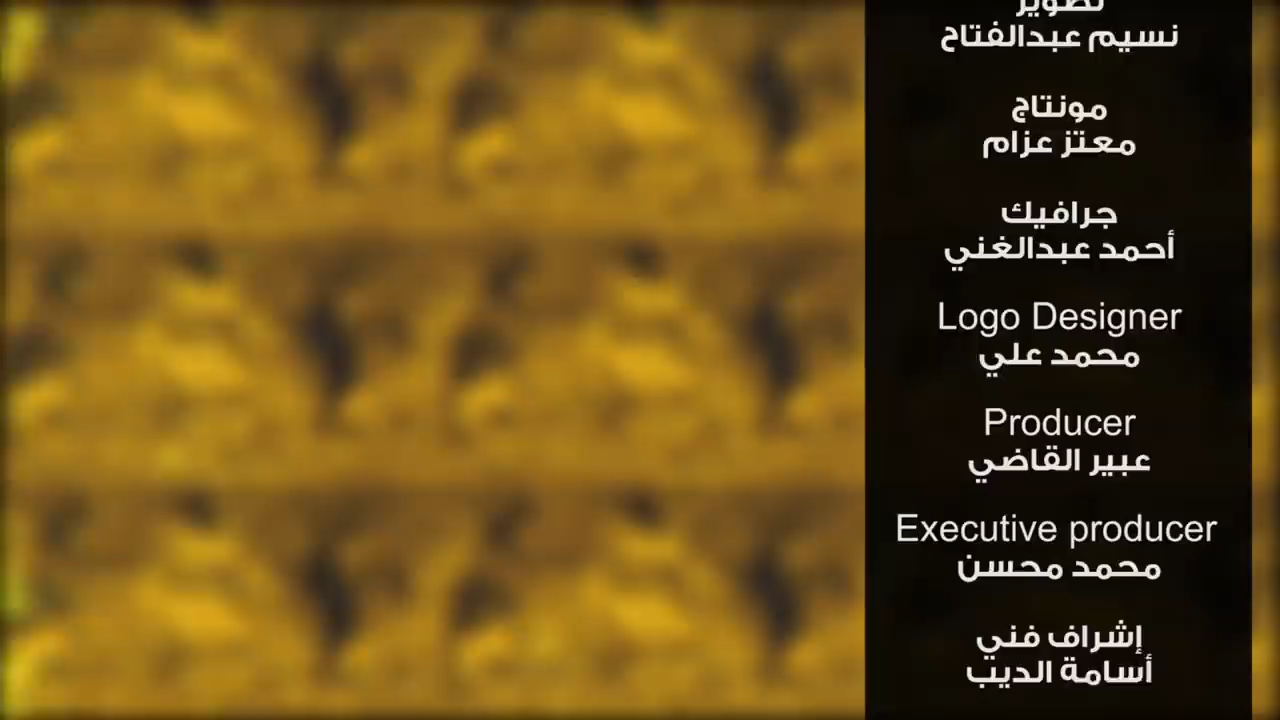 تصوير
نسيم عبدالفتاح
مونتاج
معتز عزام
جرافيك
أحمد عبدالغني
Logo Designer
محمد علي
Producer
عبير القاضي
Executive producer
محمد محسن
إشراف فني
أسامة الديب